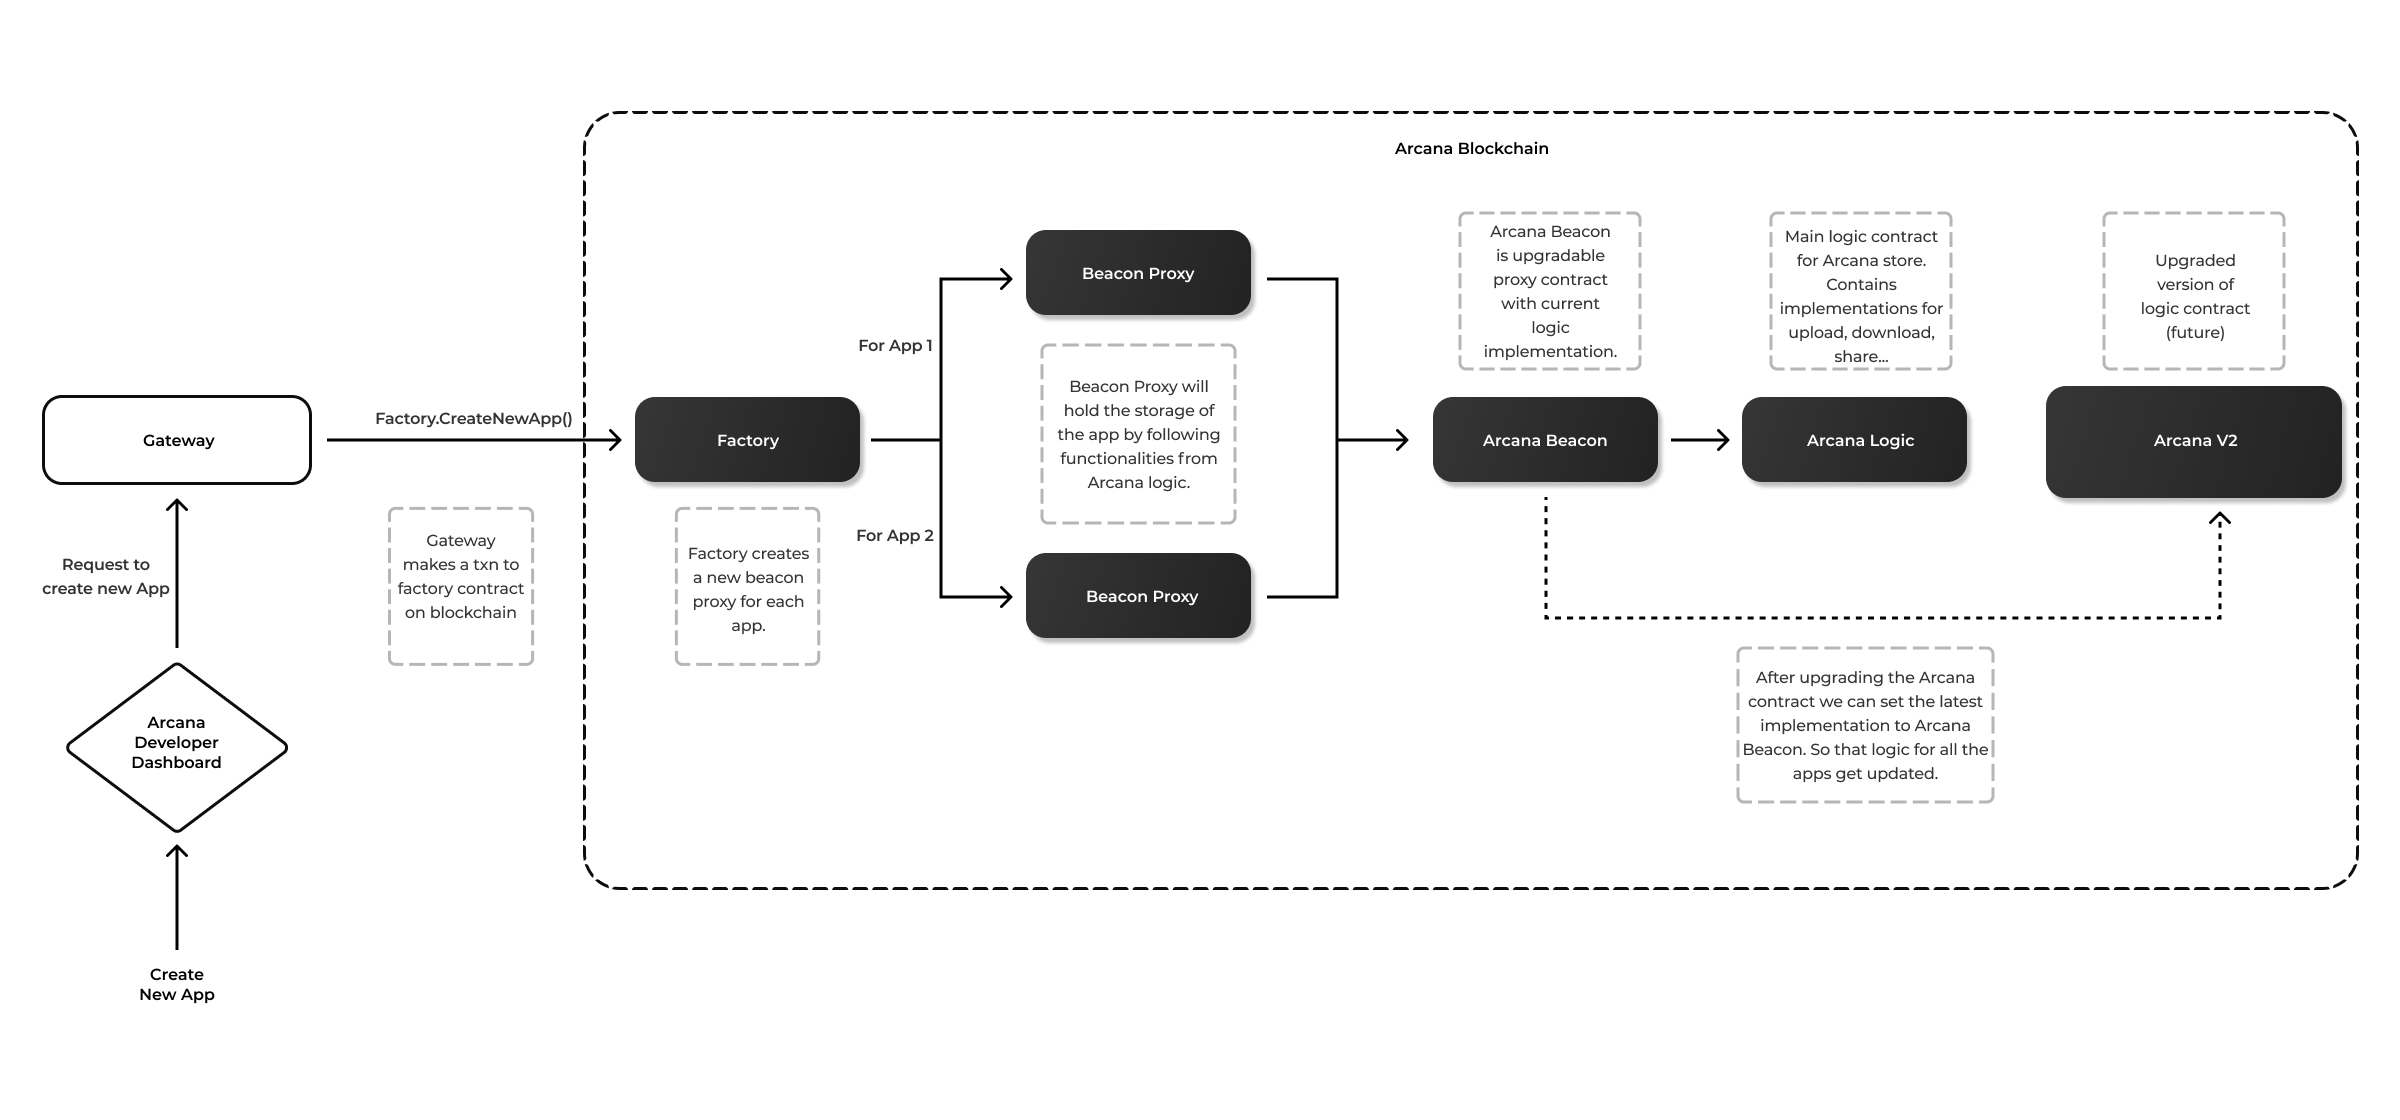 Arcana Blockchain
Gateway
Factory.CreateNewApp()
Gateway
makes a txn to
factory contract
on blockchain
Request to
create new App
Arcana
Developer
Dashboard
Create
New App
Factory
Factory creates
a new beacon
proxy for each
app.
For App 1
For App 2
Beacon Proxy
Beacon Proxy will
hold the storage of
the app by following
functionalities from
Arcana logic.
Beacon Proxy
Arcana Beacon
is upgradable
proxy contract
with current
logic
implementation.
Arcana Beacon
Main logic contract
for Arcana store.
Contains
implementations for
upload, download,
share...
Arcana Logic
Upgraded
version of
logic contract
(future)
Arcana V2
After upgrading the Arcana
contract we can set the latest
implementation to Arcana
Beacon. So that logic for all the
apps get updated.